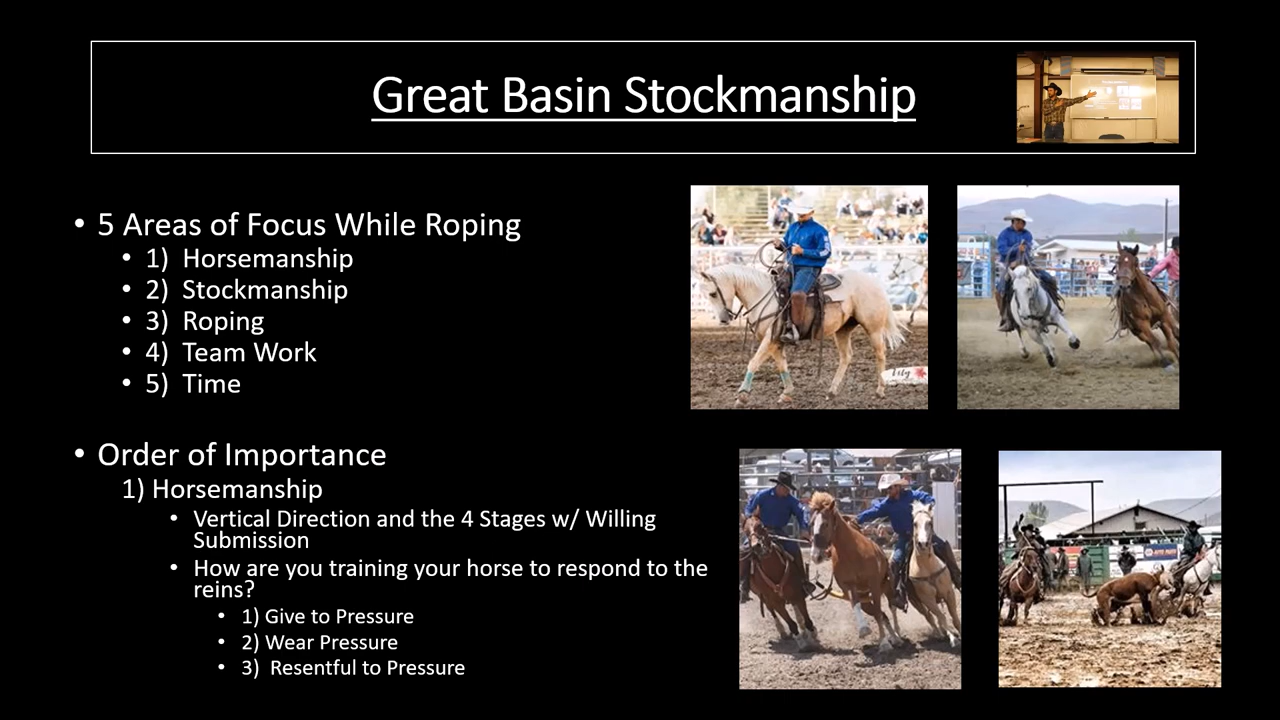 Great Basin Stockmanship
• 5 Areas of Focus While Roping
• 1) Horsemanship
• 2) Stockmanship
• 3) Roping
• 4) Team Work
• 5) Time
• Order of Importance
1) Horsemanship
• Vertical Direction and the 4 Stages w/ Willing
Submission
• How are you training your horse to respond to the
reins?
• 1) Give to Pressure
• 2) Wear Pressure
• 3) Resentful to Pressure